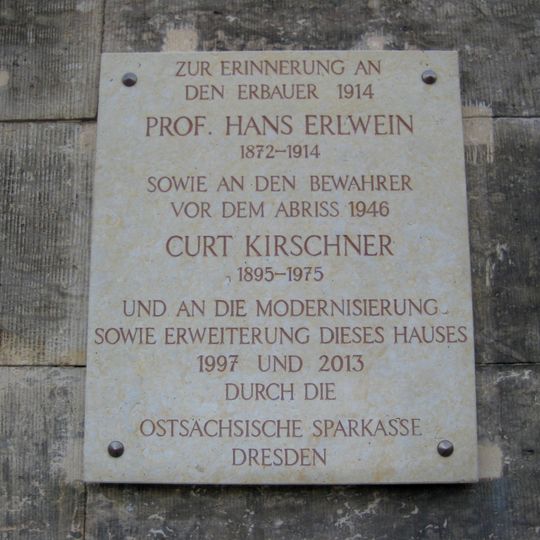 ZUR ERINNERUNG AN
DEN ERBAUER 1914
PROF. HANS ERLWEIN
1872–1914
SOWIE AN DEN BEWAHRER
VOR DEM ABRISS 1946
CURT KIRSCHNER
1895–1975
UND AN DIE MODERNISIERUNG
SOWIE ERWEITERUNG DIESES HAUSES
1997 UND 2013
DURCH DIE
OSTSÄCHSISCHE SPARKASSE
DRESDEN